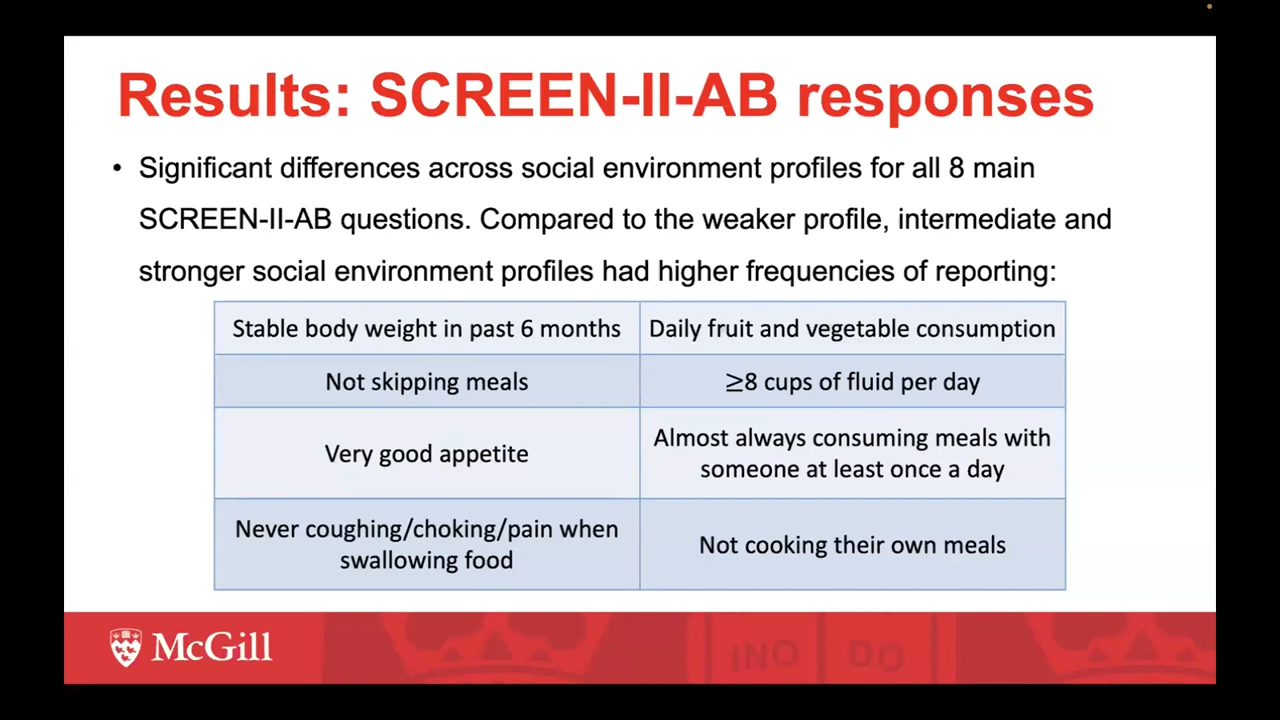 Results: SCREEN-II-AB responses
• Significant differences across social environment profiles for all 8 main
SCREEN-II-AB questions. Compared to the weaker profile, intermediate and
stronger social environment profiles had higher frequencies of reporting:
Stable body weight in past 6 months
Daily fruit and vegetable consumption
Not skipping meals
≥8 cups of fluid per day
Very good appetite
Almost always consuming meals with
someone at least once a day
Never coughing/choking/pain when
swallowing food
Not cooking their own meals
McGill
INO DO